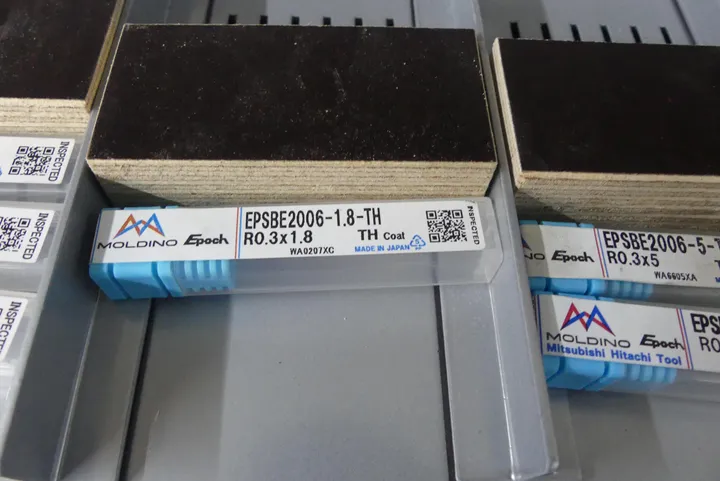 INSPECTED
INSPECTED
MOLDINO Epoch
EPSBE2006-1.8-TH
R0.3x1.8
TH Coat
WA0207XC
MADE IN JAPAN
INSPECTED
Epoch
EPSBE2006-5-
R0.3x5
WA6605XA
MOLDINO Epoch
Mitsubishi Hitachi Tool
EPSBE200